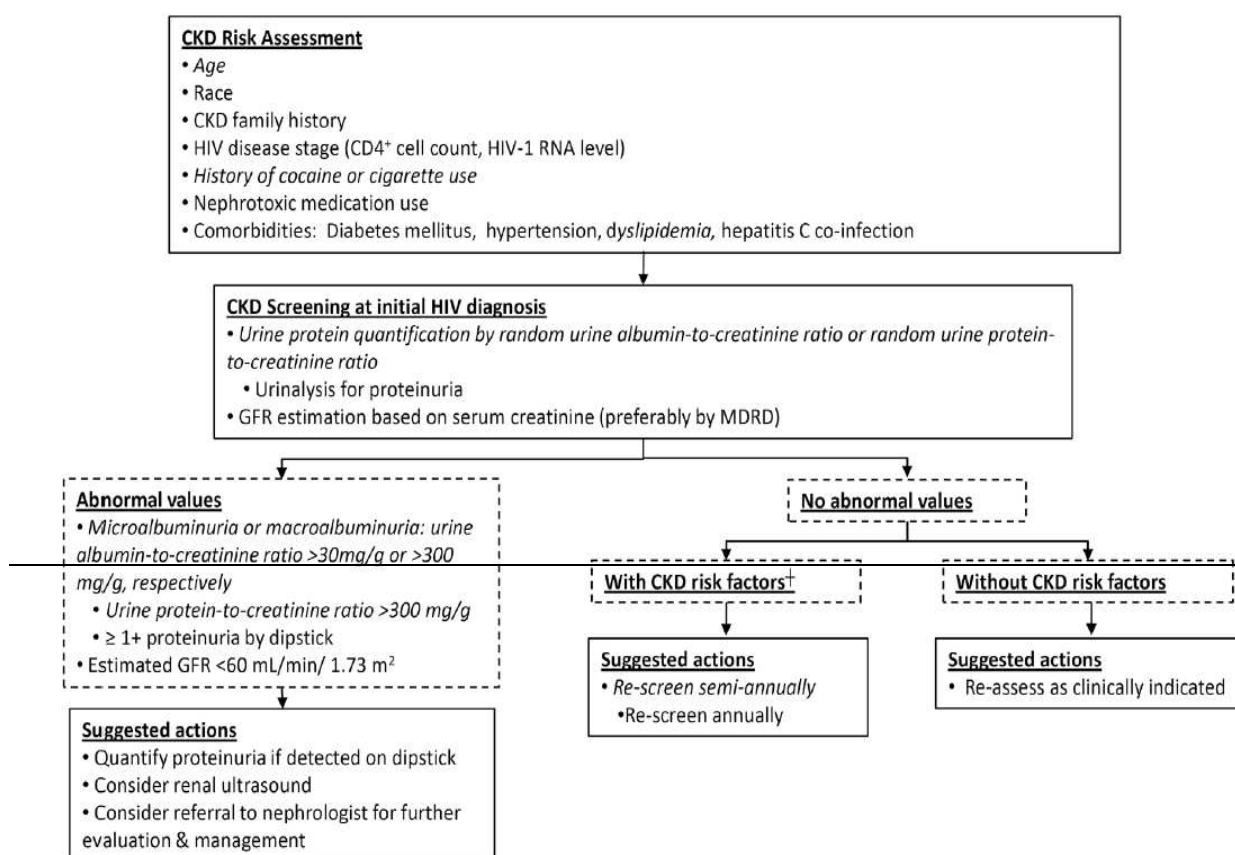 CKD Risk Assessment
• Age
• Race
• CKD family history
• HIV disease stage (CD4⁺ cell count, HIV-1 RNA level)
• History of cocaine or cigarette use
• Nephrotoxic medication use
• Comorbidities: Diabetes mellitus, hypertension, dyslipidemia, hepatitis C co-infection
CKD Screening at initial HIV diagnosis
• Urine protein quantification by random urine albumin-to-creatinine ratio or random urine protein-
to-creatinine ratio
• Urinalysis for proteinuria
• GFR estimation based on serum creatinine (preferably by MDRD)
Abnormal values
• Microalbuminuria or macroalbuminuria: urine
albumin-to-creatinine ratio >30mg/g or >300
mg/g, respectively
• Urine protein-to-creatinine ratio >300 mg/g
• ≥ 1+ proteinuria by dipstick
• Estimated GFR <60 mL/min/ 1.73 m²
Suggested actions
• Quantify proteinuria if detected on dipstick
• Consider renal ultrasound
• Consider referral to nephrologist for further
evaluation & management
No abnormal values
With CKD risk factors†
Suggested actions
• Re-screen semi-annually
•Re-screen annually
Without CKD risk factors
Suggested actions
• Re-assess as clinically indicated